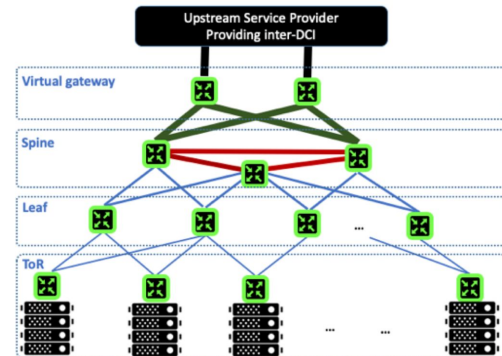 Upstream Service Provider
Providing inter-DCI
Virtual gateway
Spine
Leaf
...
ToR
... ...